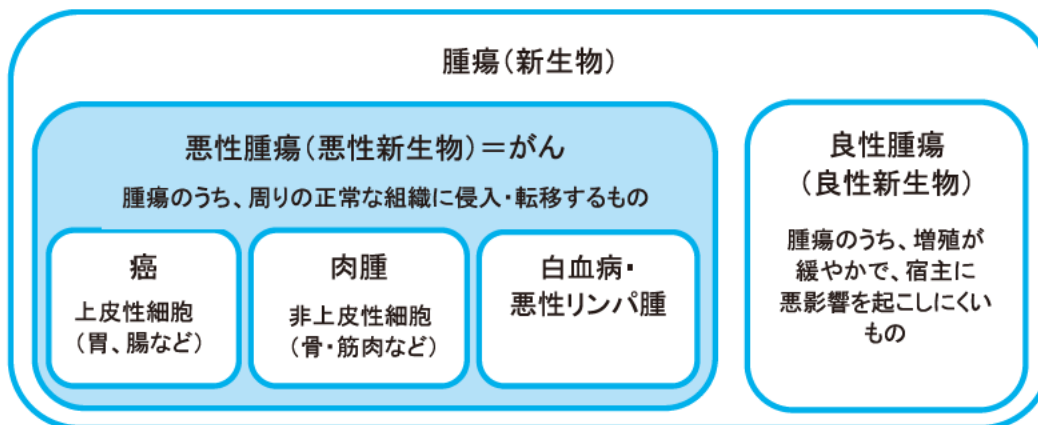 腫瘍(新生物)
悪性腫瘍(悪性新生物)=がん
腫瘍のうち、周りの正常な組織に侵入・転移するもの
癌
上皮性細胞
(胃、腸など)
肉腫
非上皮性細胞
(骨・筋肉など)
白血病・
悪性リンパ腫
良性腫瘍
(良性新生物)
腫瘍のうち、増殖が
緩やかで、宿主に
悪影響を起こしにくい
もの